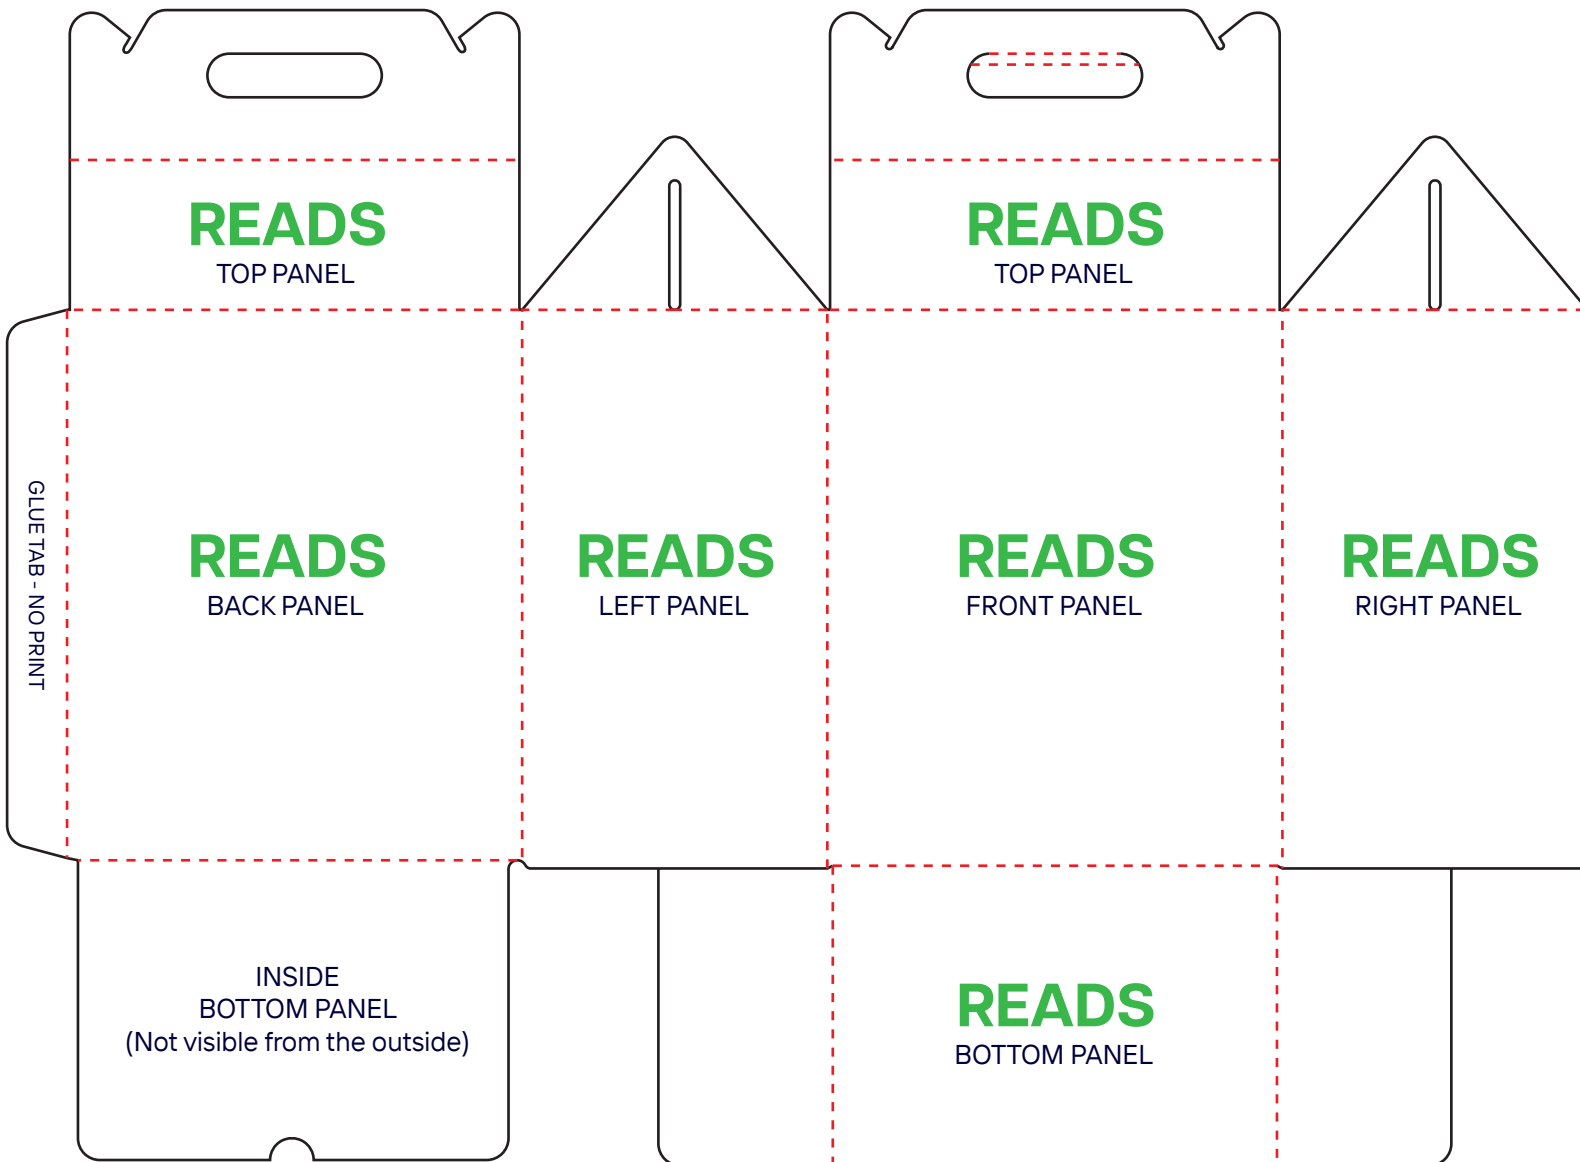 READS
TOP PANEL
READS
TOP PANEL
GLUE TAB - NO PRINT
READS
BACK PANEL
READS
LEFT PANEL
READS
FRONT PANEL
READS
RIGHT PANEL
INSIDE
BOTTOM PANEL
(Not visible from the outside)
READS
BOTTOM PANEL